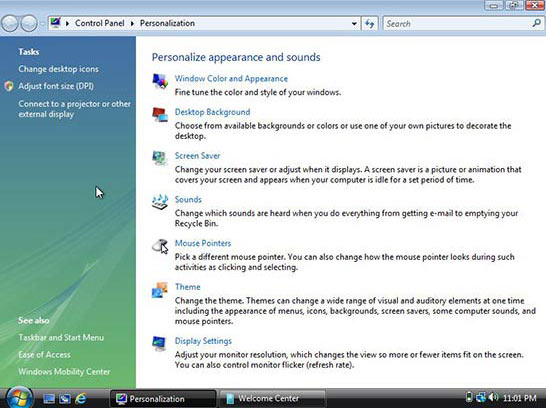 Control Panel ▸ Personalization
Search
Tasks
Change desktop icons
Adjust font size (DPI)
Connect to a projector or other
external display
See also
Taskbar and Start Menu
Ease of Access
Windows Mobility Center
Personalize appearance and sounds
Window Color and Appearance
Fine tune the color and style of your windows.
Desktop Background
Choose from available backgrounds or colors or use one of your own pictures to decorate the
desktop.
Screen Saver
Change your screen saver or adjust when it displays. A screen saver is a picture or animation that
covers your screen and appears when your computer is idle for a set period of time.
Sounds
Change which sounds are heard when you do everything from getting e-mail to emptying your
Recycle Bin.
Mouse Pointers
Pick a different mouse pointer. You can also change how the mouse pointer looks during such
activities as clicking and selecting.
Theme
Change the theme. Themes can change a wide range of visual and auditory elements at one time
including the appearance of menus, icons, backgrounds, screen savers, some computer sounds, and
mouse pointers.
Display Settings
Adjust your monitor resolution, which changes the view so more or fewer items fit on the screen.
You can also control monitor flicker (refresh rate).
Personalization
Welcome Center
11:01 PM